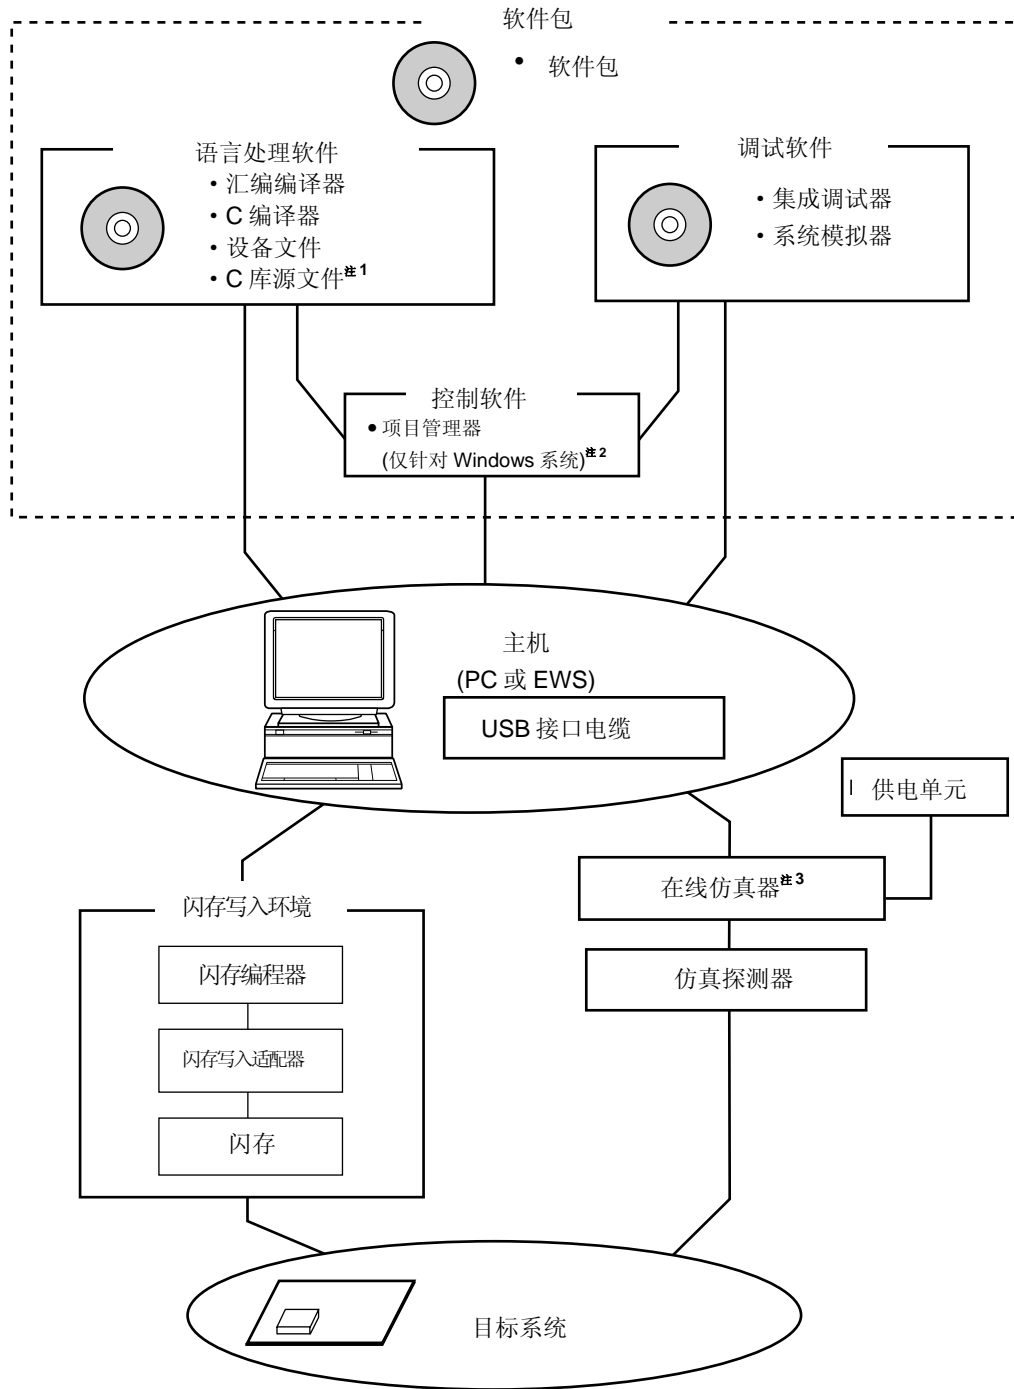 软件包
• 软件包
语言处理软件
・汇编编译器
・C 编译器
・设备文件
・C 库源文件注 1
调试软件
・集成调试器
・系统模拟器
控制软件
• 项目管理器
(仅针对 Windows 系统)注 2
主机
(PC 或 EWS)
USB 接口电缆
供电单元
在线仿真器注 3
仿真探测器
闪存写入环境
闪存编程器
闪存写入适配器
闪存
目标系统